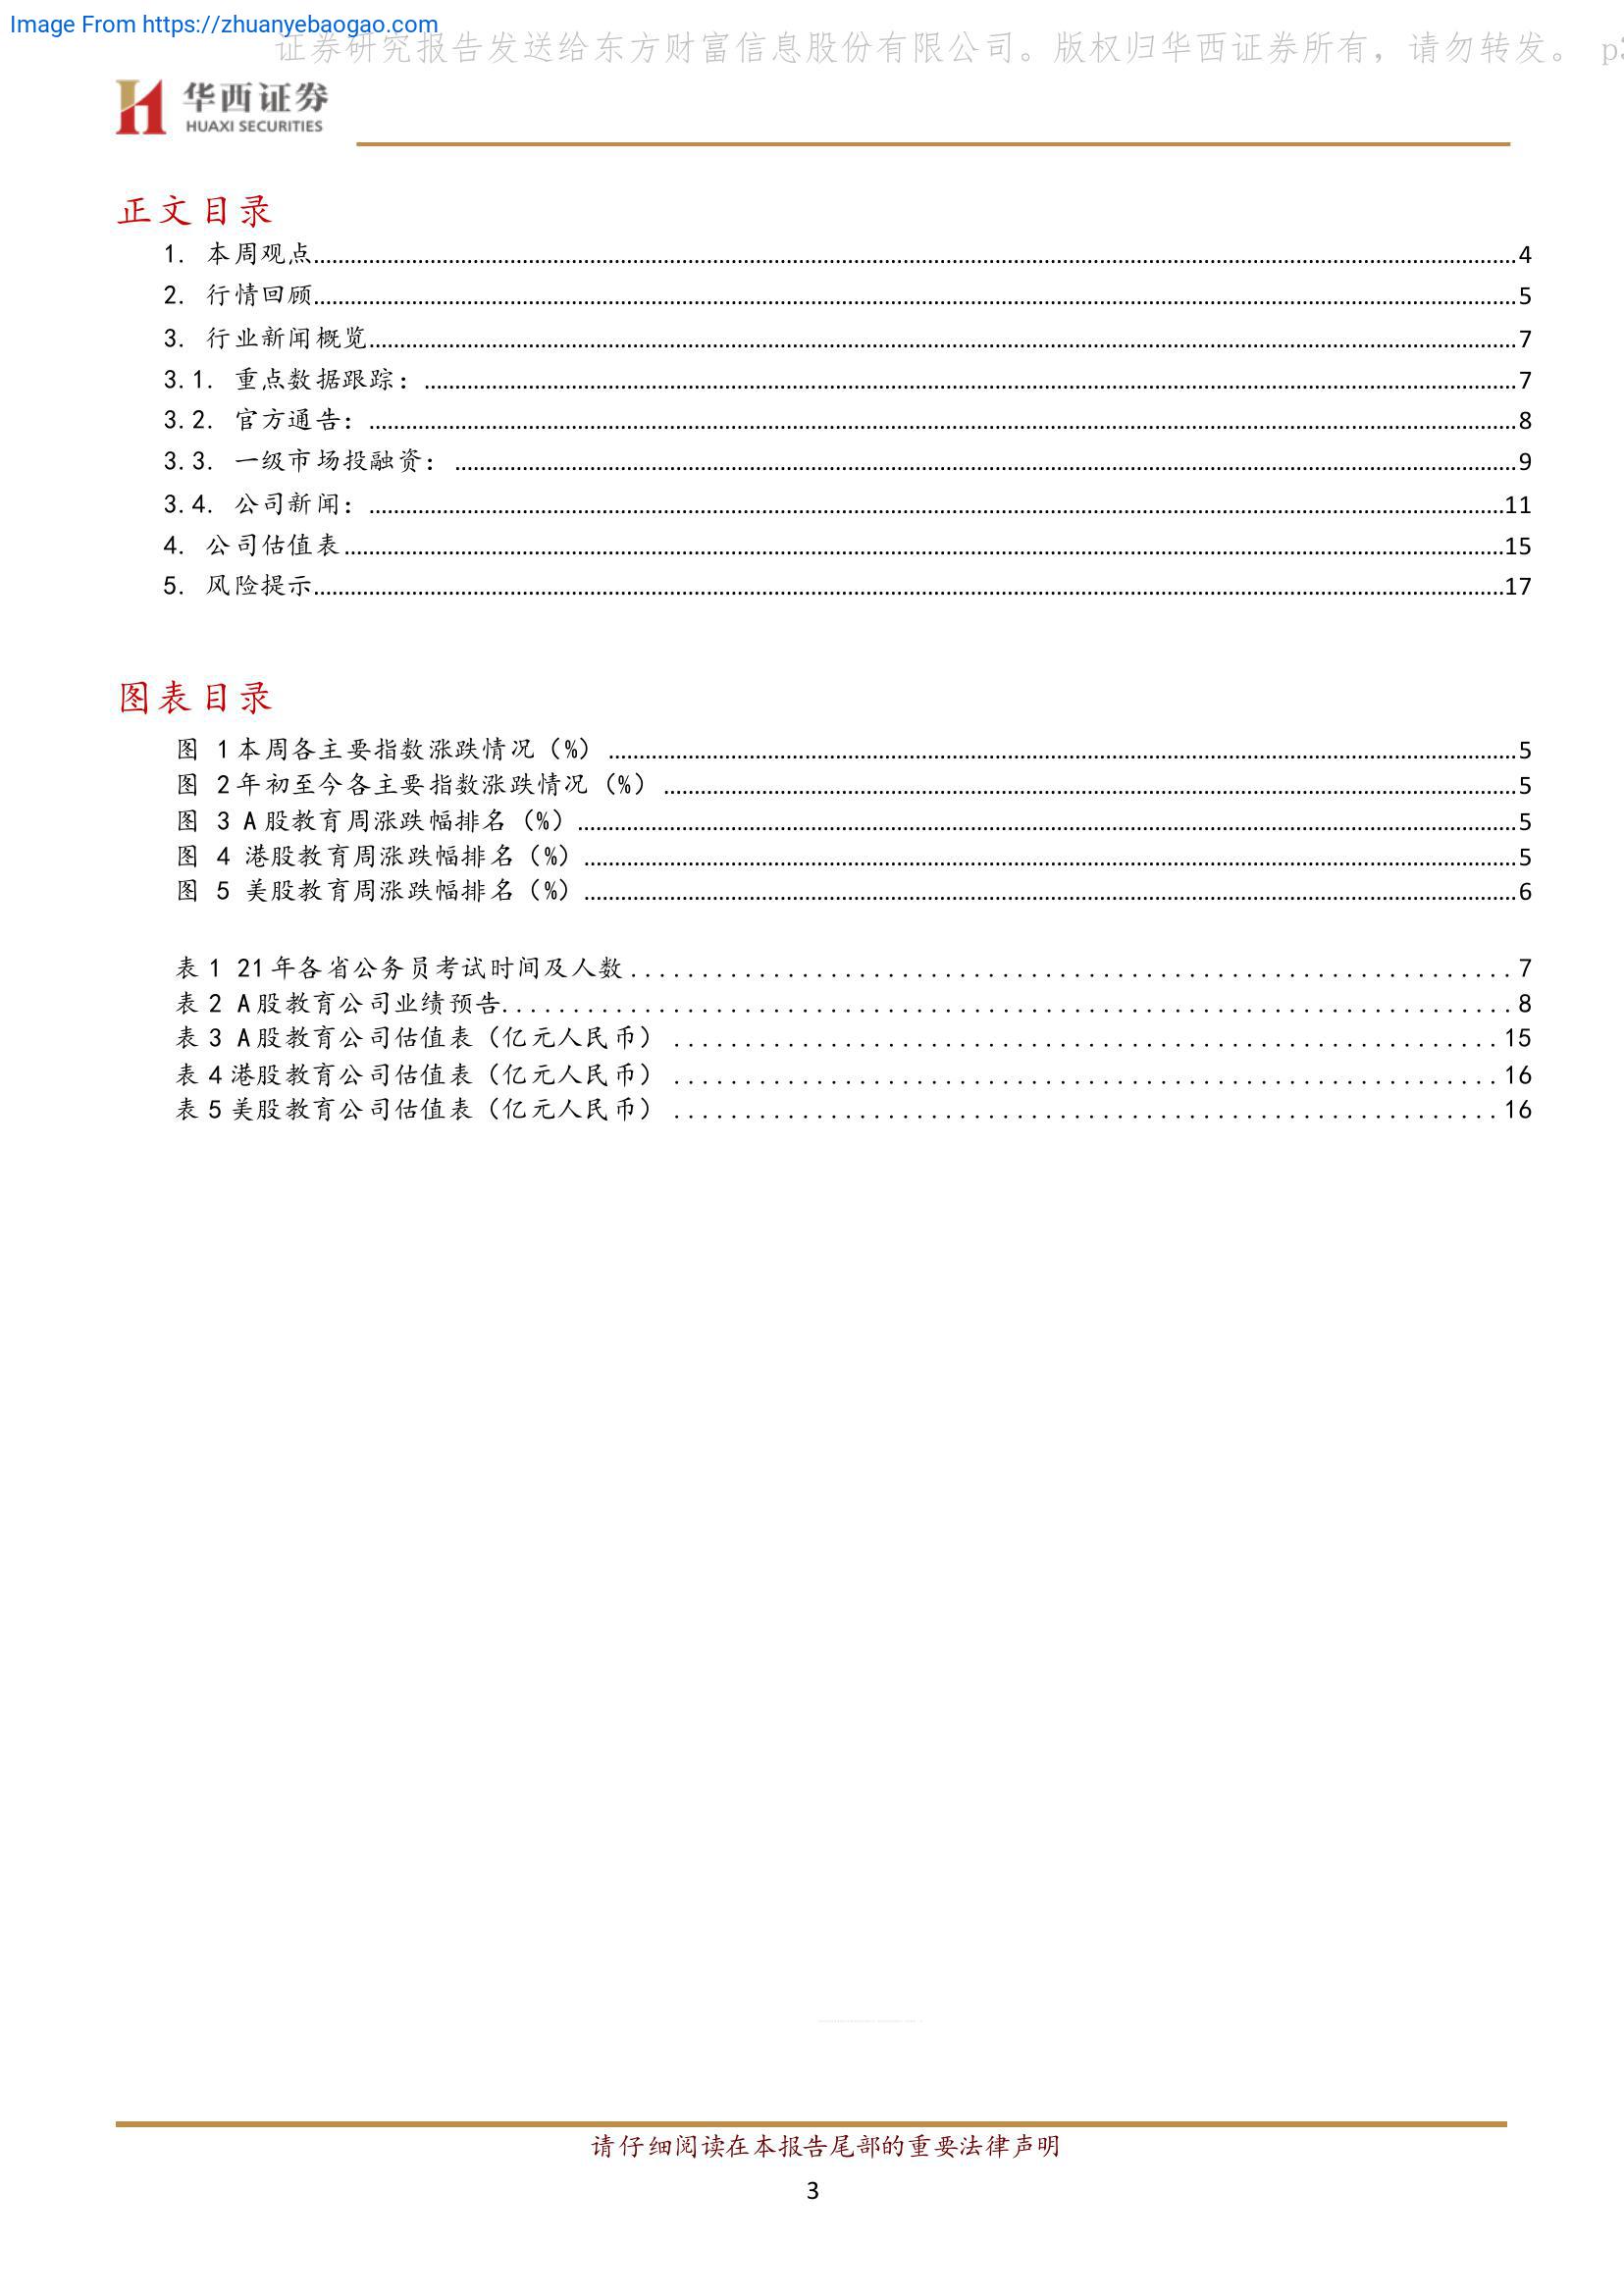 Image From https://zhuanyebaogao.com
证券研究报告发送给东方财富信息股份有限公司。版权归华西证券所有，请勿转发。 p3
华西证券
HUAXI SECURITIES
正文目录
1. 本周观点........................................4
2. 行情回顾........................................5
3. 行业新闻概览........................................7
3.1. 重点数据跟踪：........................................7
3.2. 官方通告：........................................8
3.3. 一级市场投融资：........................................9
3.4. 公司新闻：........................................11
4. 公司估值表........................................15
5. 风险提示........................................17
图表目录
图 1本周各主要指数涨跌情况（%）........................................5
图 2年初至今各主要指数涨跌情况（%）........................................5
图 3 A股教育周涨跌幅排名（%）........................................5
图 4 港股教育周涨跌幅排名（%）........................................5
图 5 美股教育周涨跌幅排名（%）........................................6
表 1 21年各省公务员考试时间及人数........................................7
表 2 A股教育公司业绩预告........................................8
表 3 A股教育公司估值表（亿元人民币）........................................15
表 4港股教育公司估值表（亿元人民币）........................................16
表 5美股教育公司估值表（亿元人民币）........................................16
请仔细阅读在本报告尾部的重要法律声明
3